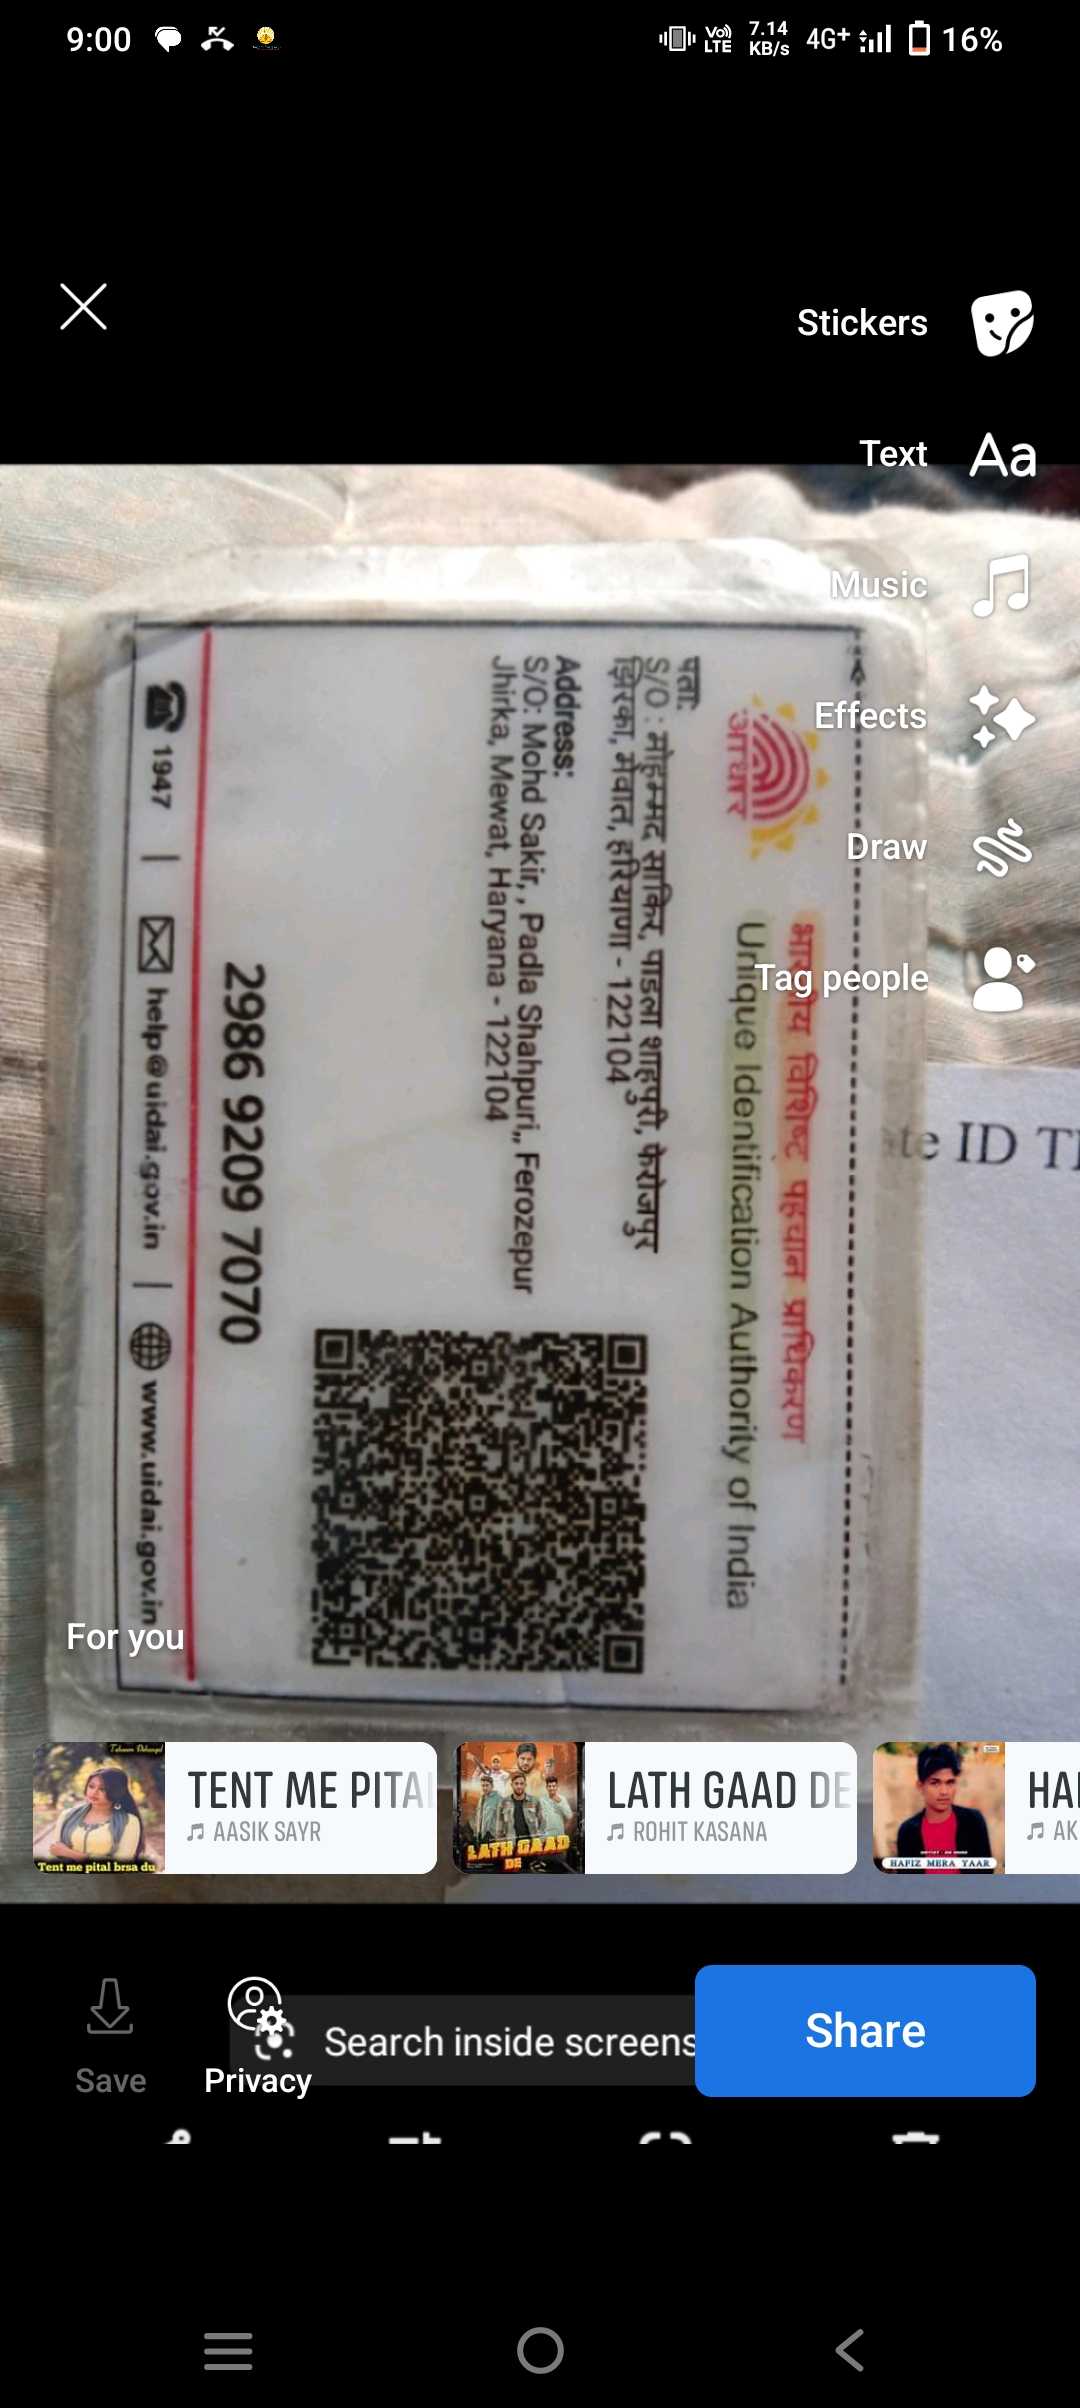 9:00
VoLTE 7.14 KB/s 4G+ 16%
Stickers
Text Aa
Music
Effects
Draw
Tag people
भारतीय विशिष्ट पहचान प्राधिकरण
Unique Identification Authority of India
आधार
पता:
S/O : मोहम्मद साकिर, पाडला शाहपुरी, फेरोजपुर
झिरका, मेवात, हरियाणा - 122104
Address:
S/O: Mohd Sakir, , Padla Shahpuri,, Ferozepur
Jhirka, Mewat, Haryana - 122104
2986 9209 7070
1947 | help@uidai.gov.in | www.uidai.gov.in
ID
For you
Tent me pital brsa du
TENT ME PITAL
AASIK SAYR
LATH GAAD DE
LATH GAAD DE
ROHIT KASANA
HAFIZ MERA YAAR
HA
AK
Save
Privacy
Search inside screens
Share